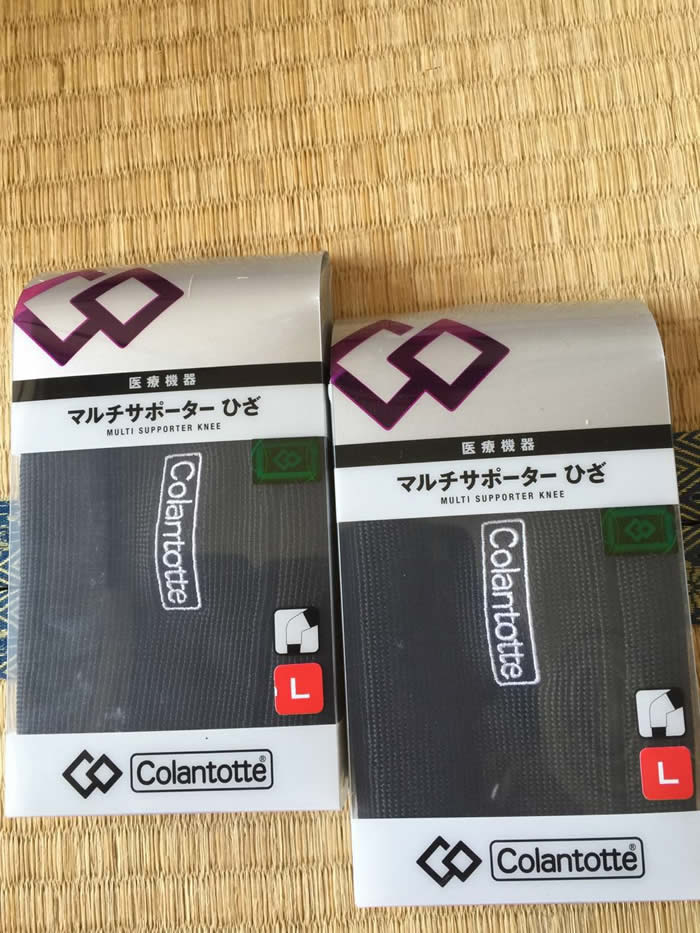 医療機器
マルチサポーター ひざ
MULTI SUPPORTER KNEE
Colantotte
L
Colantotte®
医療機器
マルチサポーター ひざ
MULTI SUPPORTER KNEE
Colantotte
L
Colantotte®